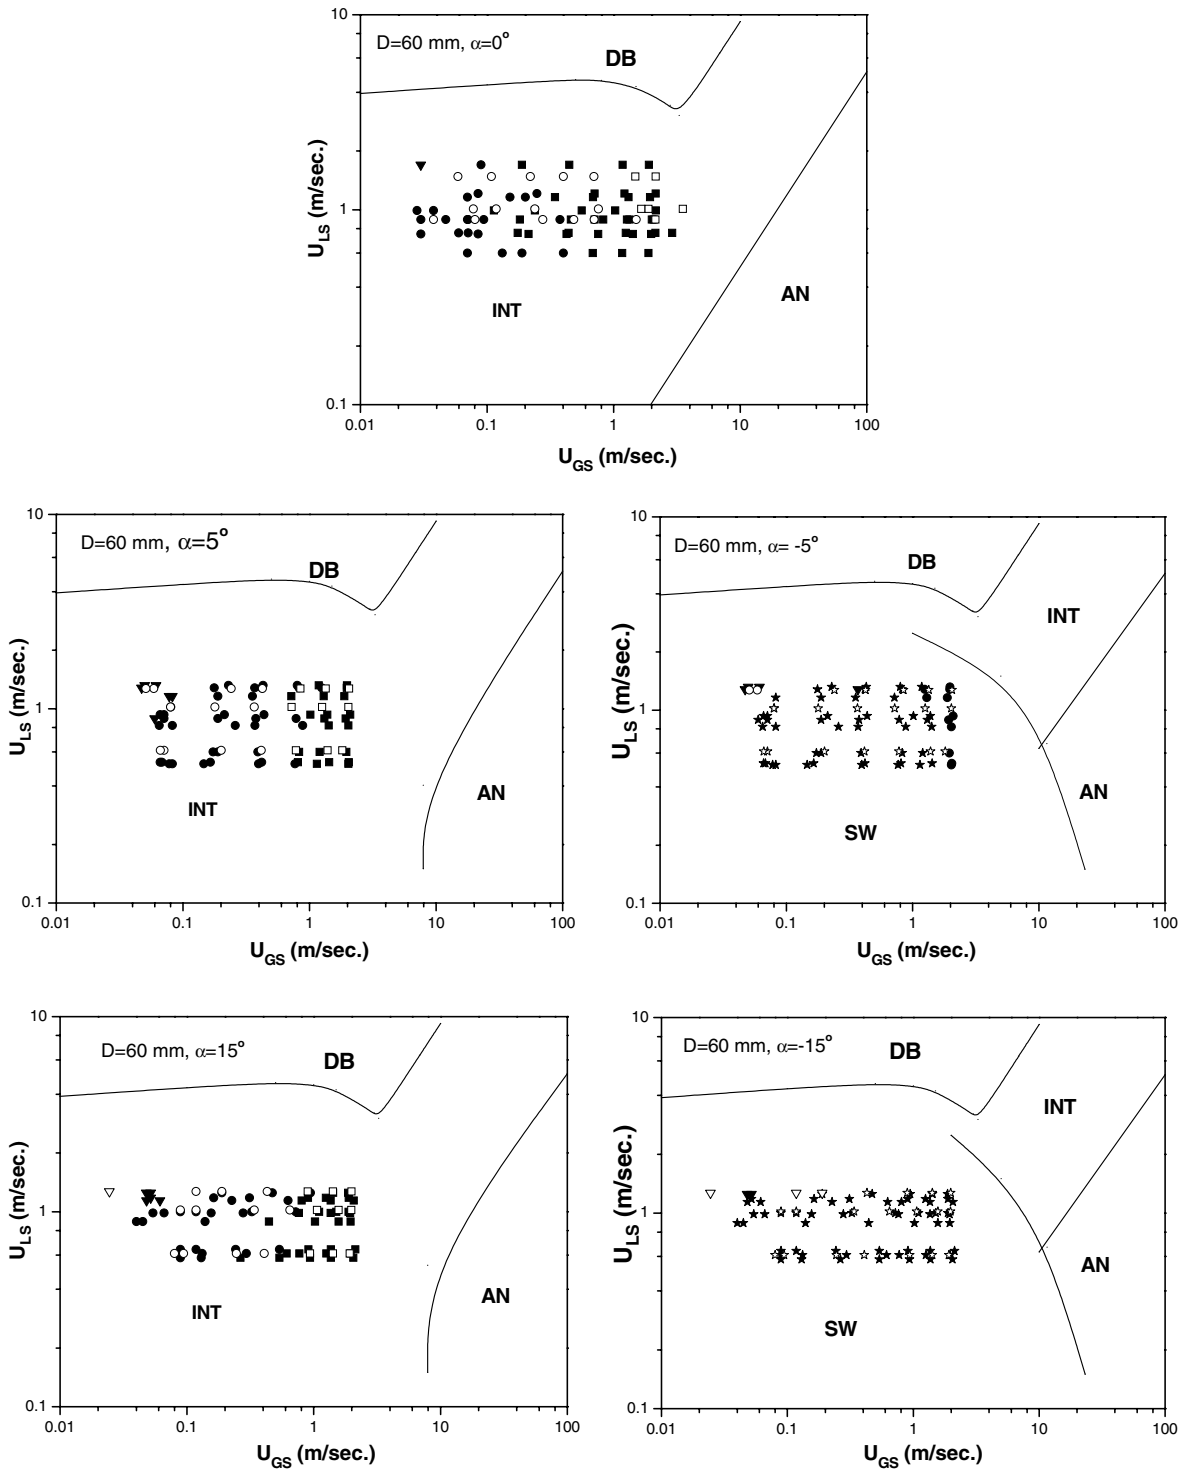 10
D=60 mm, α=0°
DB
U_LS (m/sec.)
1
INT
AN
0.1
0.01 0.1 1 10 100
U_GS (m/sec.)
10
D=60 mm, α=5°
DB
U_LS (m/sec.)
1
INT
AN
0.1
0.01 0.1 1 10 100
U_GS (m/sec.)
10
D=60 mm, α= -5°
DB
INT
U_LS (m/sec.)
1
AN
SW
0.1
0.01 0.1 1 10 100
U_GS (m/sec.)
10
D=60 mm, α=15°
DB
U_LS (m/sec.)
1
AN
INT
0.1
0.01 0.1 1 10 100
U_GS (m/sec.)
10
D=60 mm, α=-15°
DB
INT
U_LS (m/sec.)
1
AN
SW
0.1
0.01 0.1 1 10 100
U_GS (m/sec.)